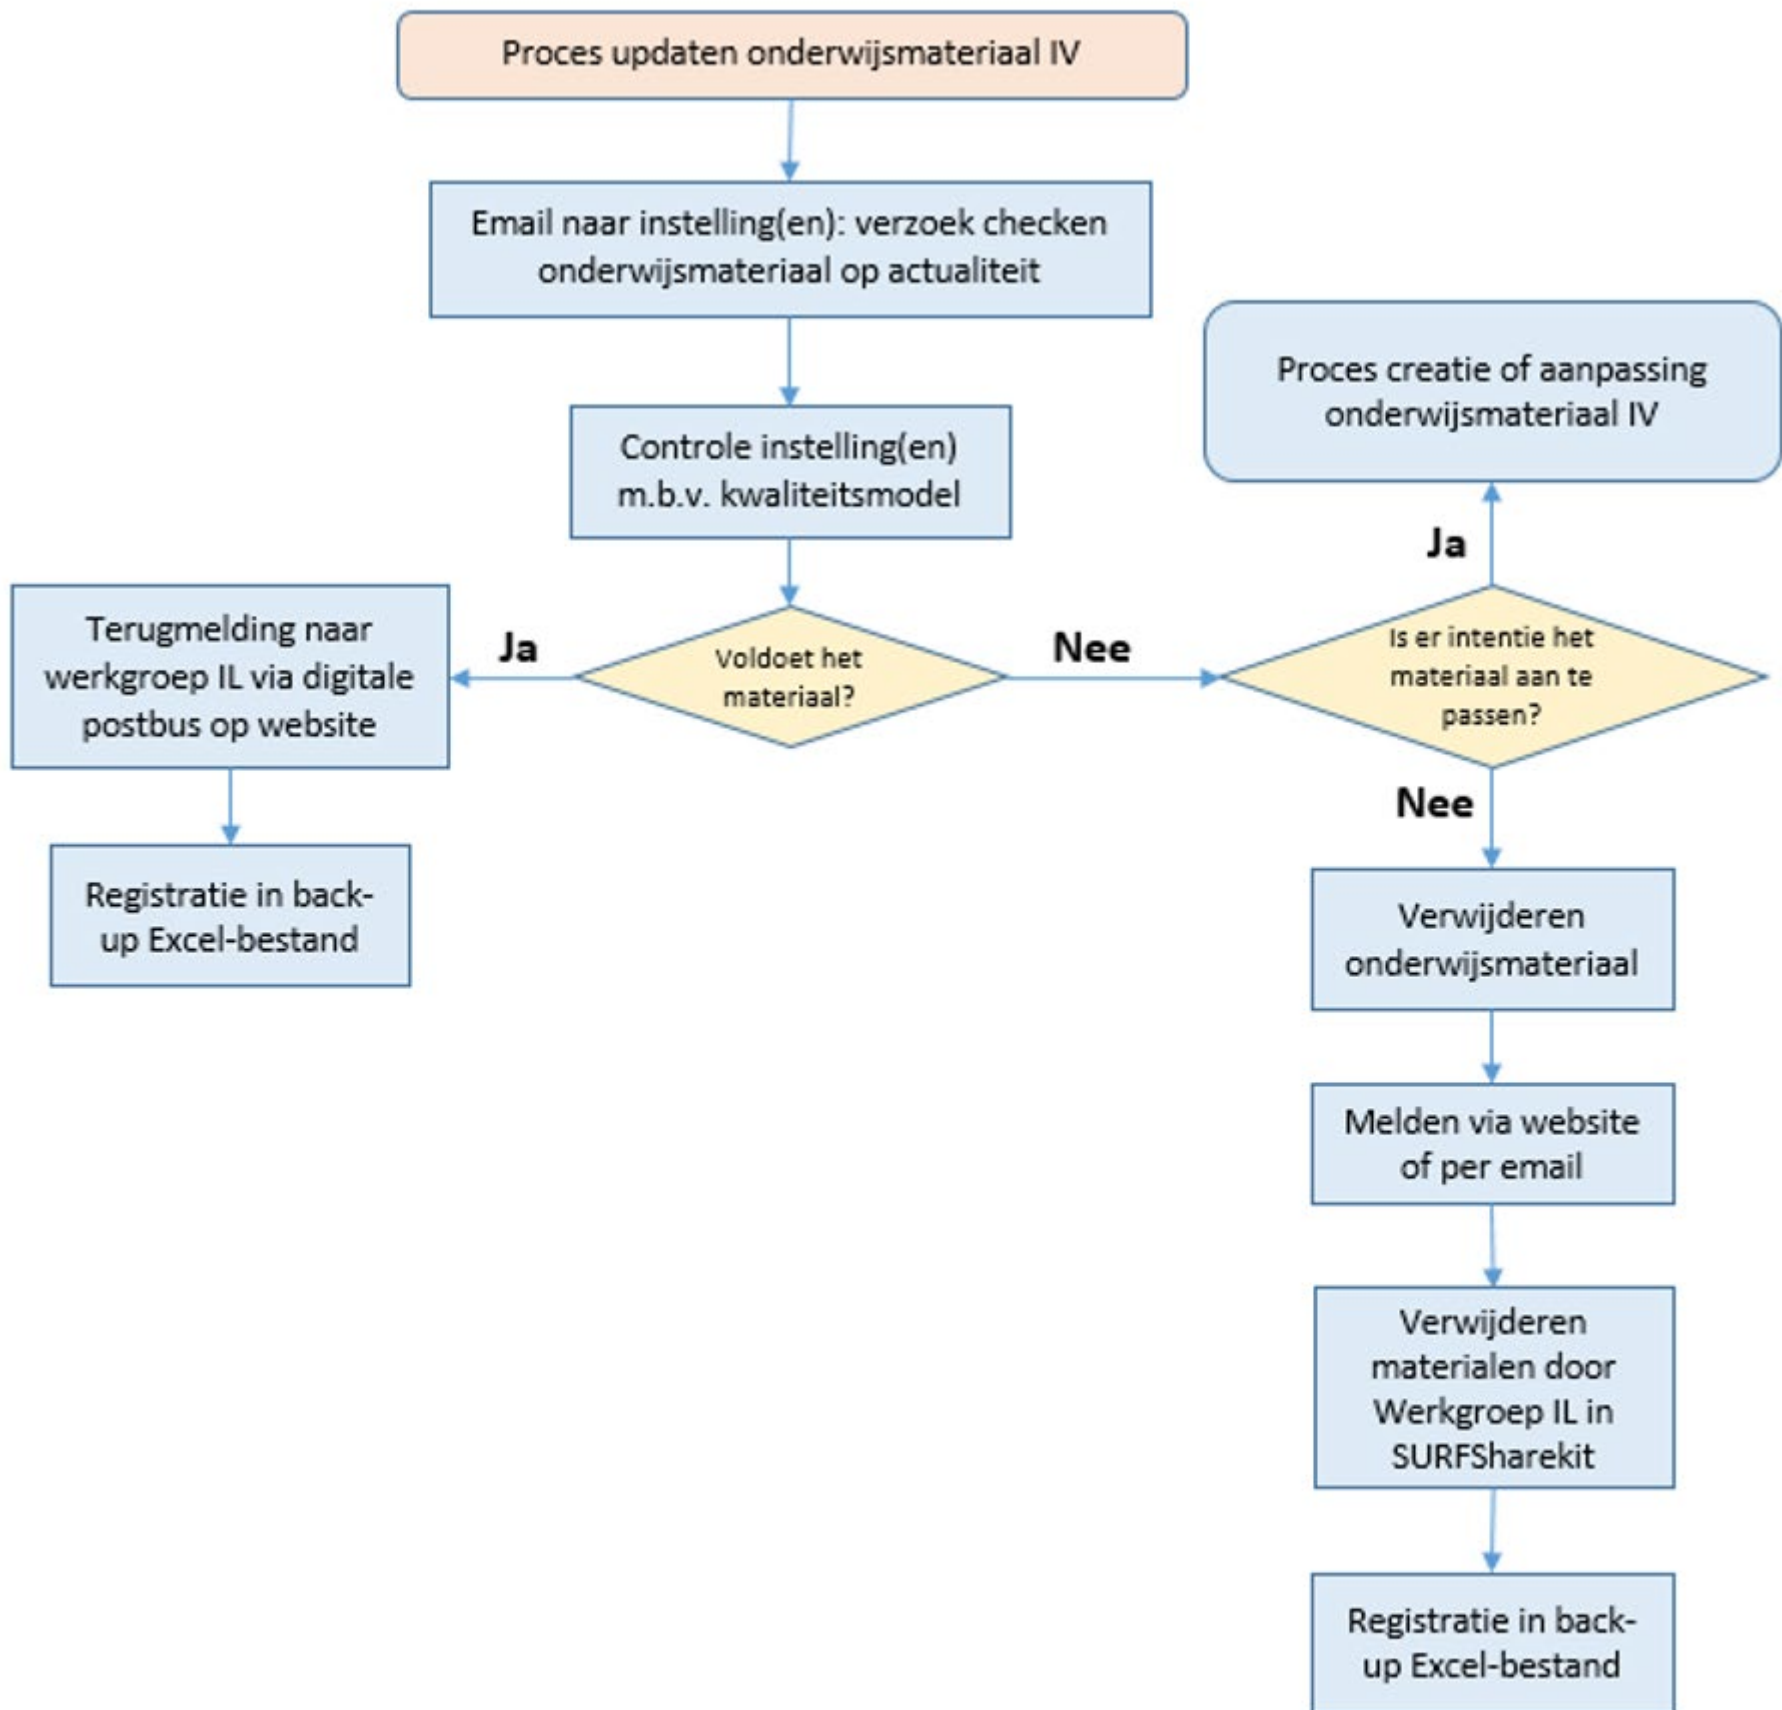 Proces updaten onderwijsmateriaal IV
Email naar instelling(en): verzoek checken
onderwijsmateriaal op actualiteit
Controle instelling(en)
m.b.v. kwaliteitsmodel
Voldoet het
materiaal?
Ja
Terugmelding naar
werkgroep IL via digitale
postbus op website
Registratie in back-
up Excel-bestand
Nee
Is er intentie het
materiaal aan te
passen?
Ja
Proces creatie of aanpassing
onderwijsmateriaal IV
Nee
Verwijderen
onderwijsmateriaal
Melden via website
of per email
Verwijderen
materialen door
Werkgroep IL in
SURFSharekit
Registratie in back-
up Excel-bestand